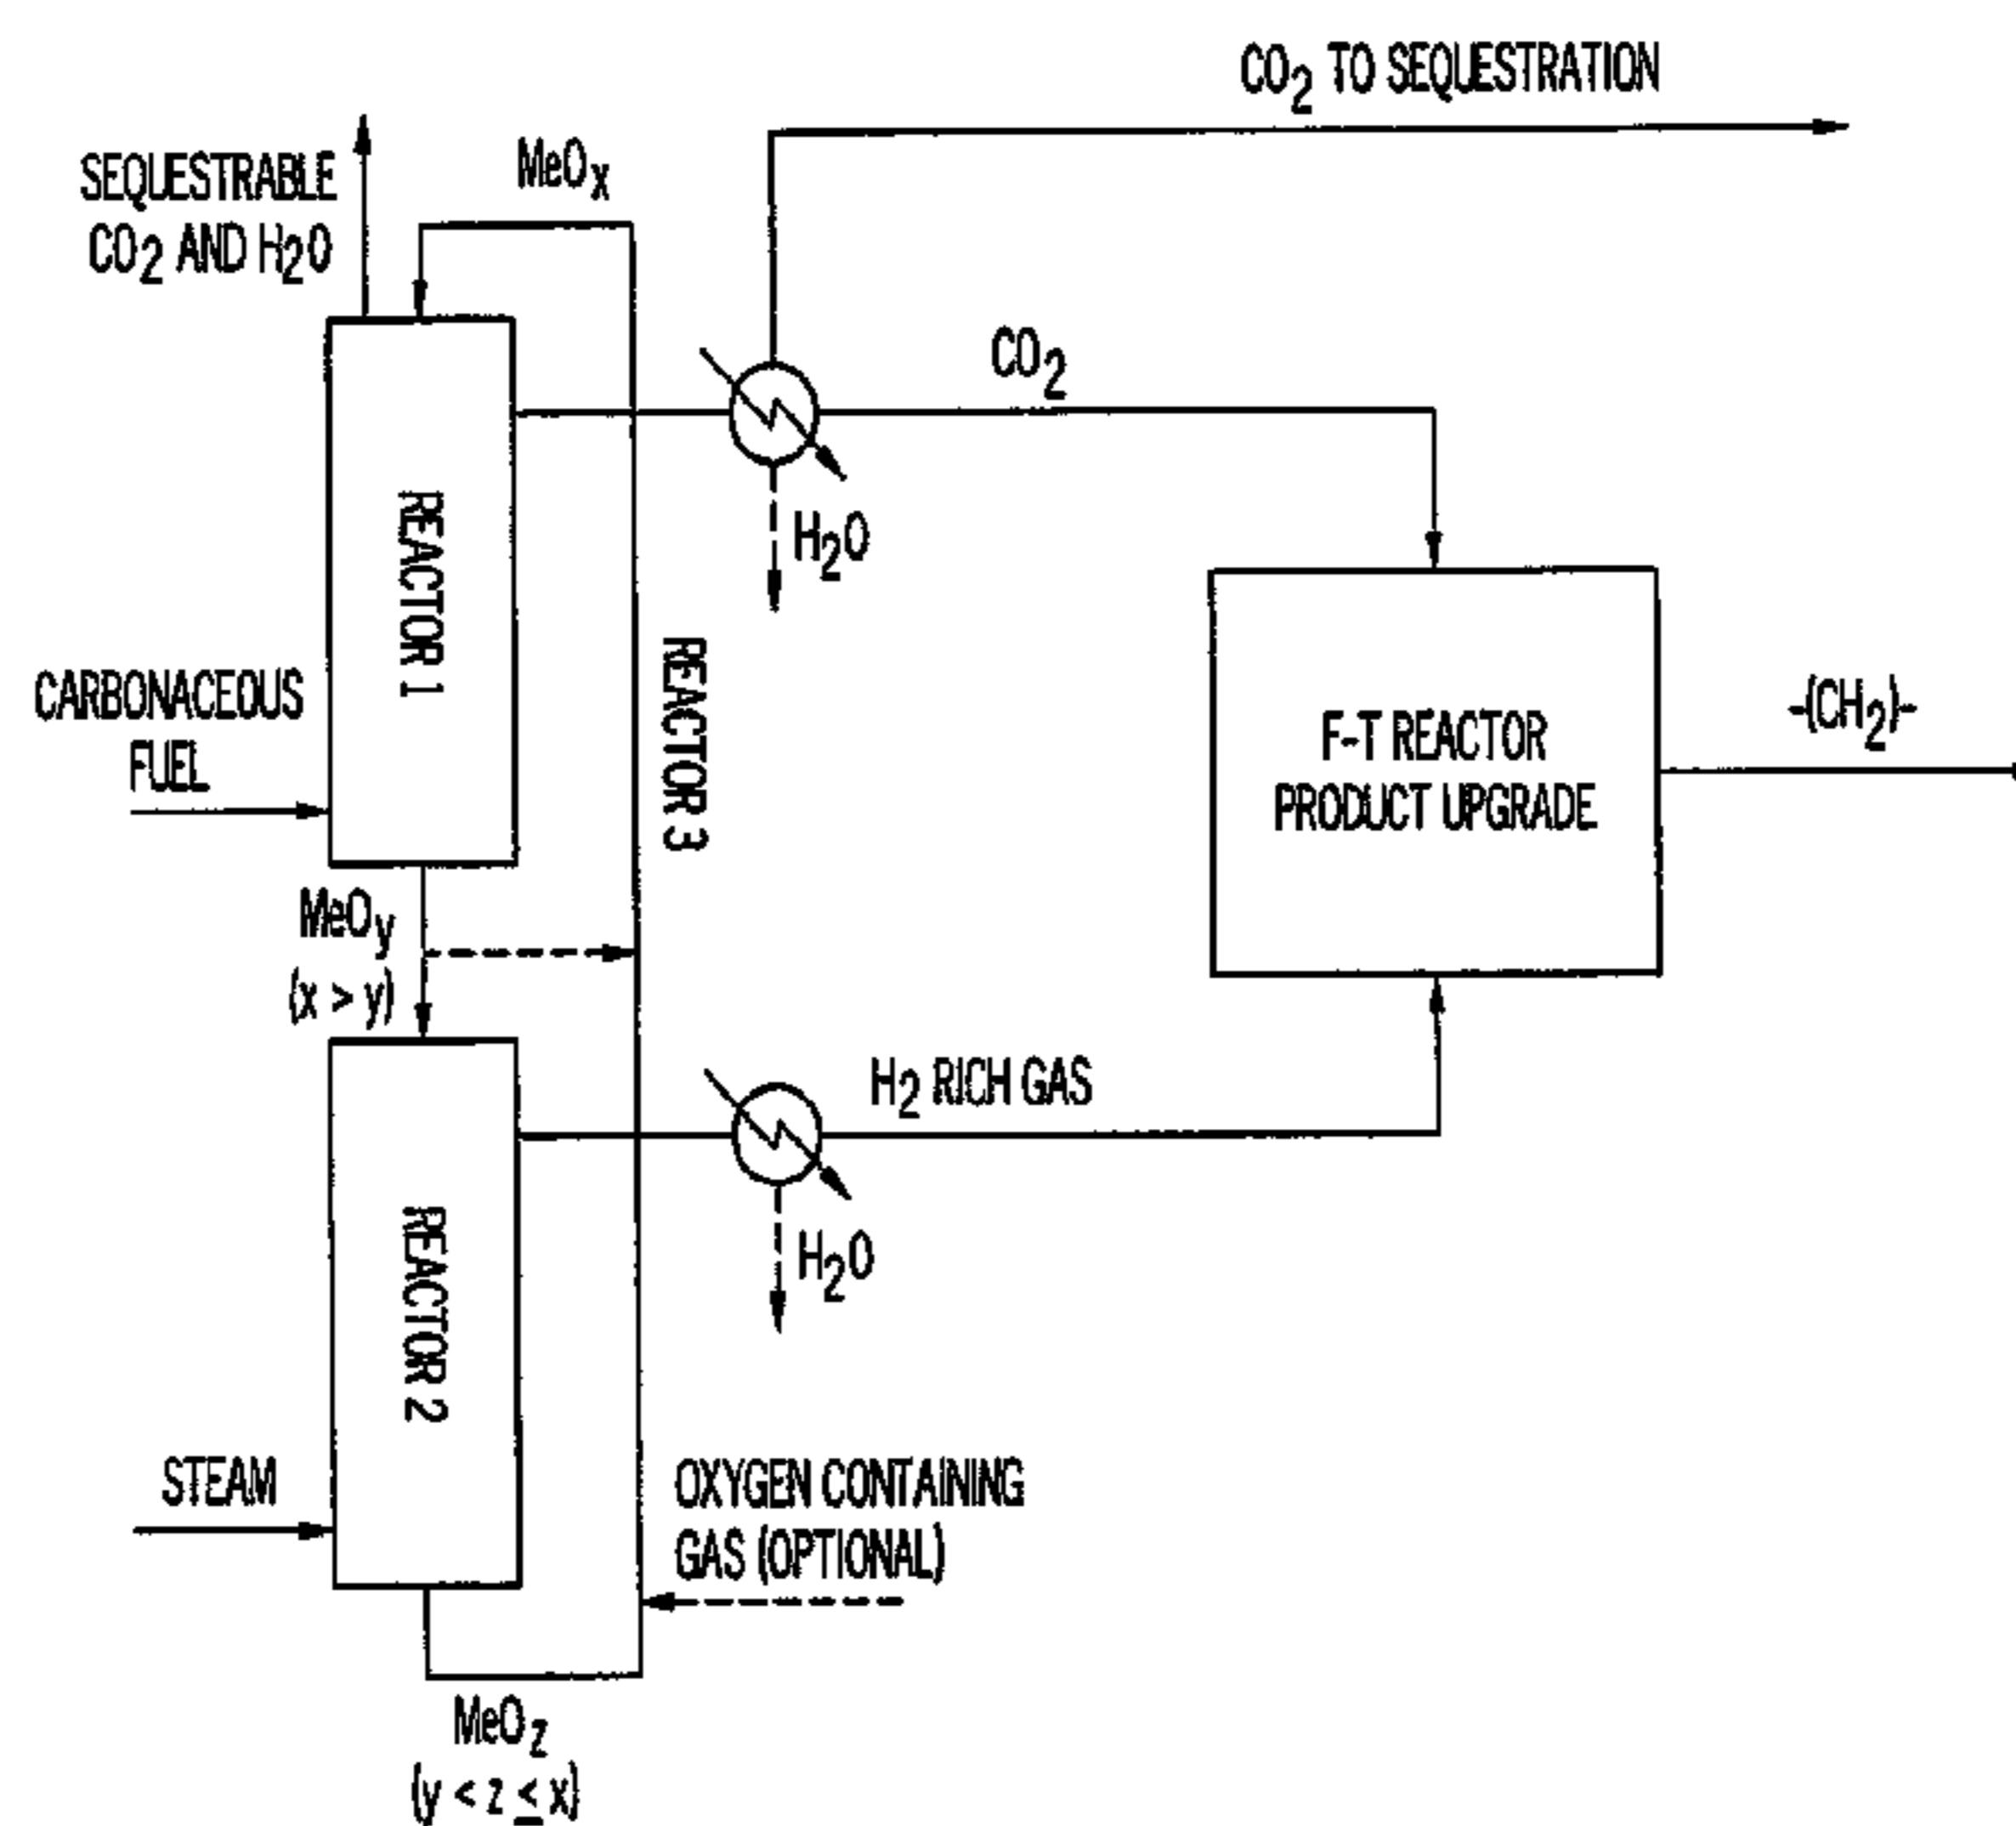 CO2 TO SEQUESTRATION
SEQUESTRABLE
CO2 AND H2O
MeOx
CO2
H2O
REACTOR 1
CARBONACEOUS
FUEL
REACTOR 3
F-T REACTOR
PRODUCT UPGRADE
-(CH2)-
MeOy
(x > y)
H2 RICH GAS
H2O
REACTOR 2
STEAM
OXYGEN CONTAINING
GAS (OPTIONAL)
MeOz
(y < z ≤ x)